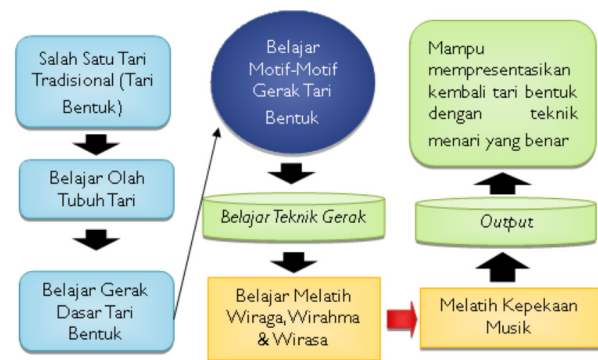 Salah Satu Tari
Tradisional (Tari
Bentuk)
Belajar Olah
Tubuh Tari
Belajar Gerak
Dasar Tari
Bentuk
Belajar
Motif-Motif
Gerak Tari
Bentuk
Belajar Teknik Gerak
Belajar Melatih
Wiraga, Wirahma
& Wirasa
Melatih Kepekaan
Musik
Output
Mampu
mempresentasikan
kembali tari bentuk
dengan teknik
menari yang benar